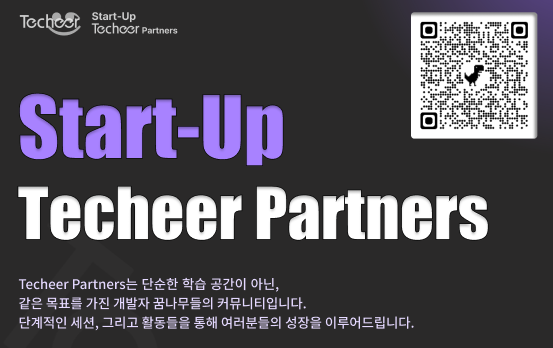 Techeer
Start-Up
Techeer Partners
Start-Up
Techeer Partners
Techeer Partners는 단순한 학습 공간이 아닌,
같은 목표를 가진 개발자 꿈나무들의 커뮤니티입니다.
단계적인 세션, 그리고 활동들을 통해 여러분들의 성장을 이루어드립니다.